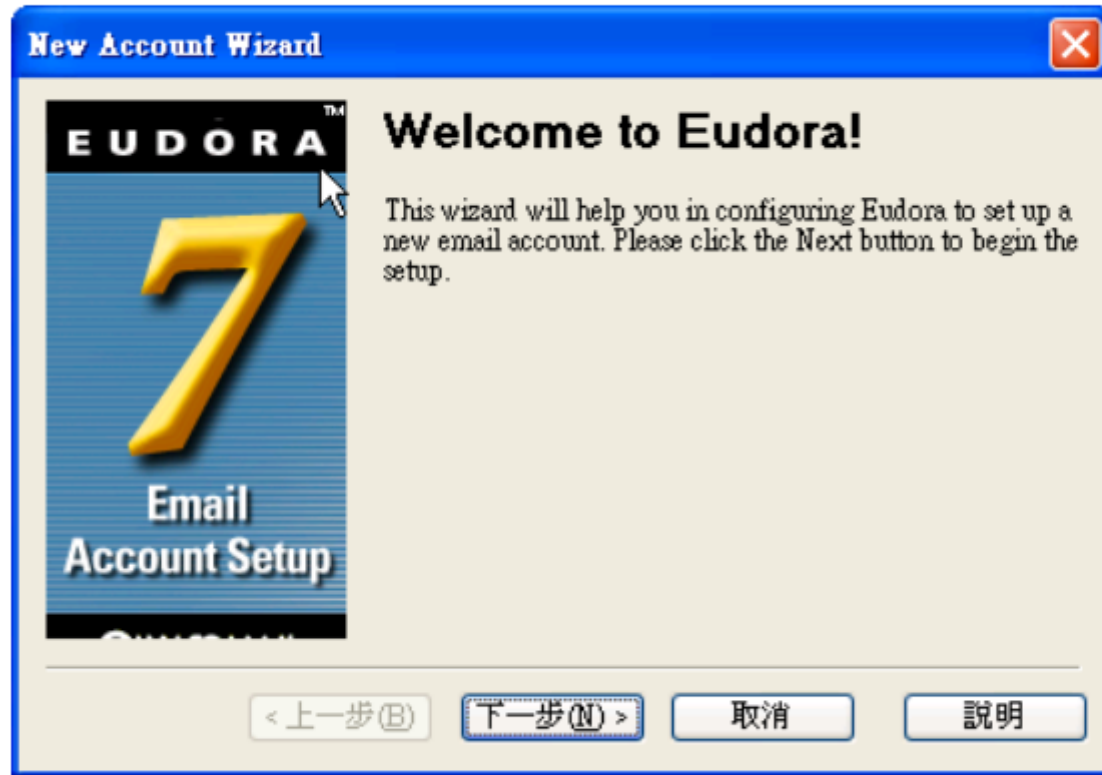 New Account Wizard
EUDORA™
7
Email
Account Setup
Welcome to Eudora!
This wizard will help you in configuring Eudora to set up a
new email account. Please click the Next button to begin the
setup.
< 上一步(B)
下一步(N) >
取消
說明